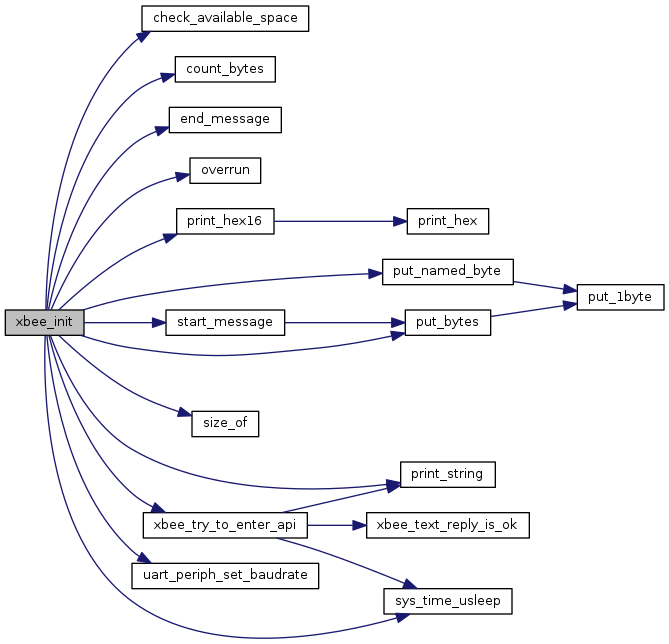 check_available_space
count_bytes
end_message
overrun
print_hex16
print_hex
put_named_byte
put_1byte
xbee_init
start_message
put_bytes
size_of
print_string
xbee_try_to_enter_api
xbee_text_reply_is_ok
uart_periph_set_baudrate
sys_time_usleep